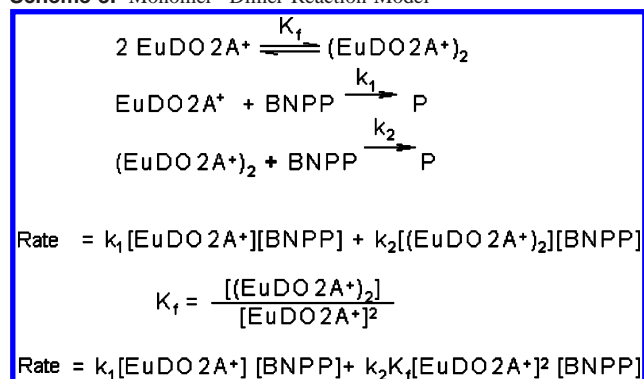 Scheme 3. Monomer–Dimer Reaction Model
K_f
2 EuDO2A⁺ ⇌ (EuDO2A⁺)₂
k₁
EuDO2A⁺ + BNPP → P
k₂
(EuDO2A⁺)₂ + BNPP → P
Rate = k₁[EuDO2A⁺][BNPP] + k₂[(EuDO2A⁺)₂][BNPP]
K_f = [(EuDO2A⁺)₂] / [EuDO2A⁺]²
Rate = k₁[EuDO2A⁺] [BNPP]+ k₂K_f[EuDO2A⁺]² [BNPP]